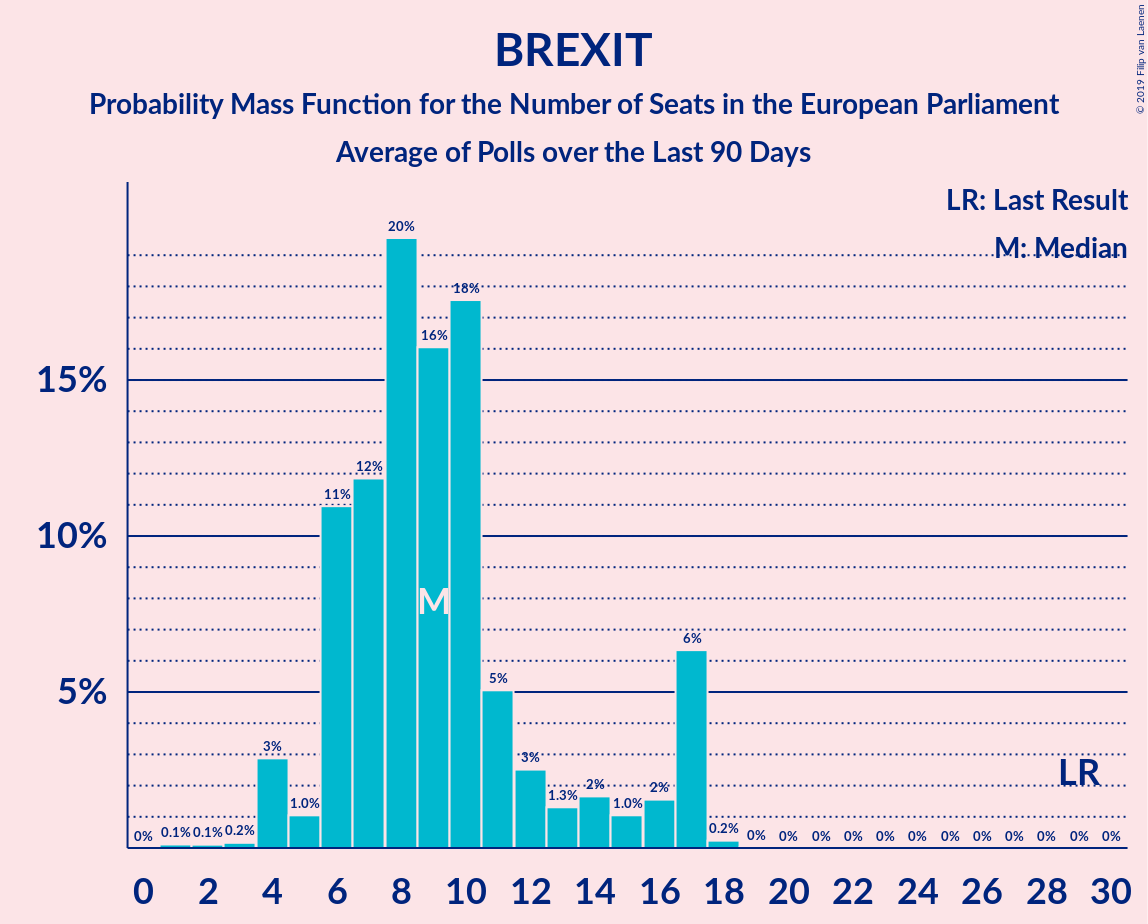 BREXIT
Probability Mass Function for the Number of Seats in the European Parliament
Average of Polls over the Last 90 Days
© 2019 Filip van Laenen
LR: Last Result
M: Median
15%
10%
5%
0% 0.1% 0.1% 0.2% 3% 1.0% 11% 12% 20% 16% 18% 5% 3% 1.3% 2% 1.0% 2% 6% 0.2% 0% 0% 0% 0% 0% 0% 0% 0% 0% 0% 0% 0%
M
LR
0 2 4 6 8 10 12 14 16 18 20 22 24 26 28 30